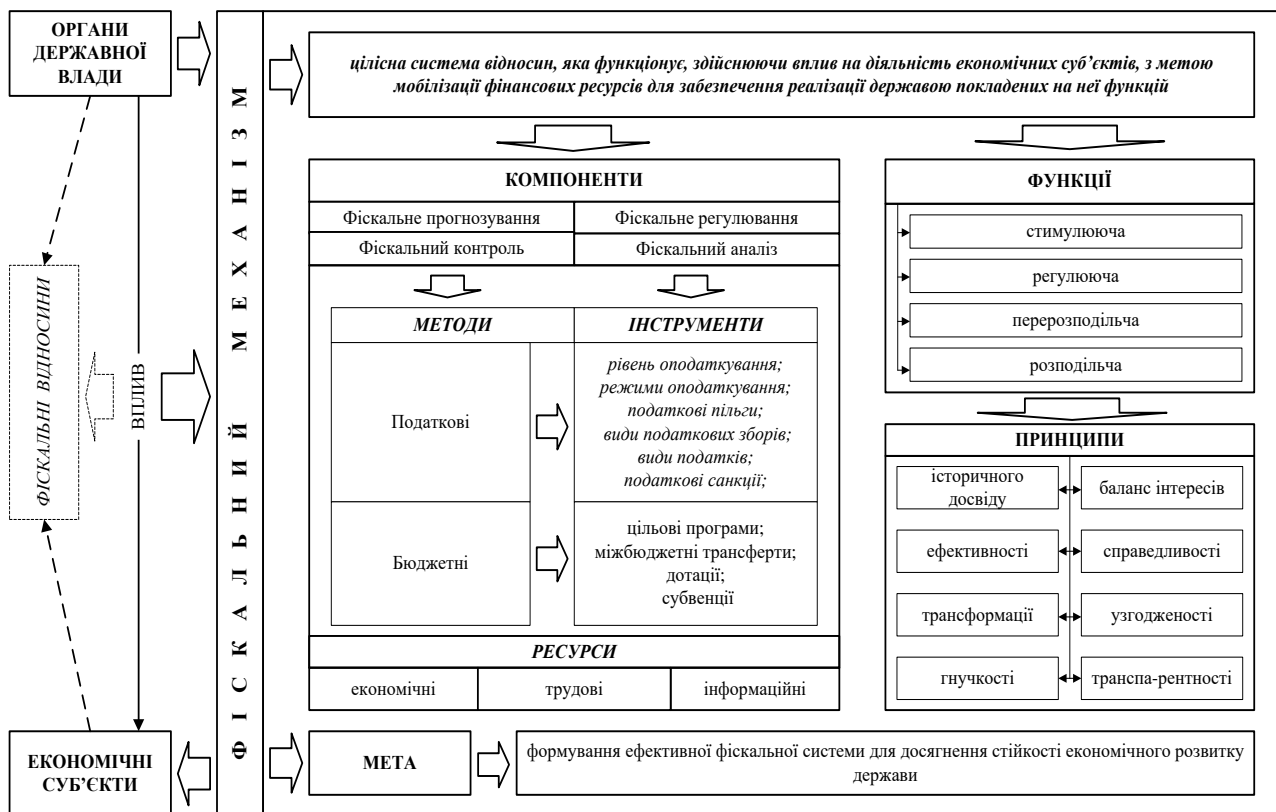 ОРГАНИ
ДЕРЖАВНОЇ
ВЛАДИ
ФІСКАЛЬНІ ВІДНОСИНИ
ВПЛИВ
ЕКОНОМІЧНІ
СУБ’ЄКТИ
ФІСКАЛЬНИЙ МЕХАНІЗМ
цілісна система відносин, яка функціонує, здійснюючи вплив на діяльність економічних суб’єктів, з метою
мобілізації фінансових ресурсів для забезпечення реалізації державою покладених на неї функцій
КОМПОНЕНТИ
Фіскальне прогнозування
Фіскальне регулювання
Фіскальний контроль
Фіскальний аналіз
МЕТОДИ
ІНСТРУМЕНТИ
Податкові
рівень оподаткування;
режими оподаткування;
податкові пільги;
види податкових зборів;
види податків;
податкові санкції;
Бюджетні
цільові програми;
міжбюджетні трансферти;
дотації;
субвенції
РЕСУРСИ
економічні
трудові
інформаційні
ФУНКЦІЇ
стимулююча
регулююча
перерозподільча
розподільча
ПРИНЦИПИ
історичного
досвіду
баланс інтересів
ефективності
справедливості
трансформації
узгодженості
гнучкості
транспа-рентності
МЕТА
формування ефективної фіскальної системи для досягнення стійкості економічного розвитку
держави